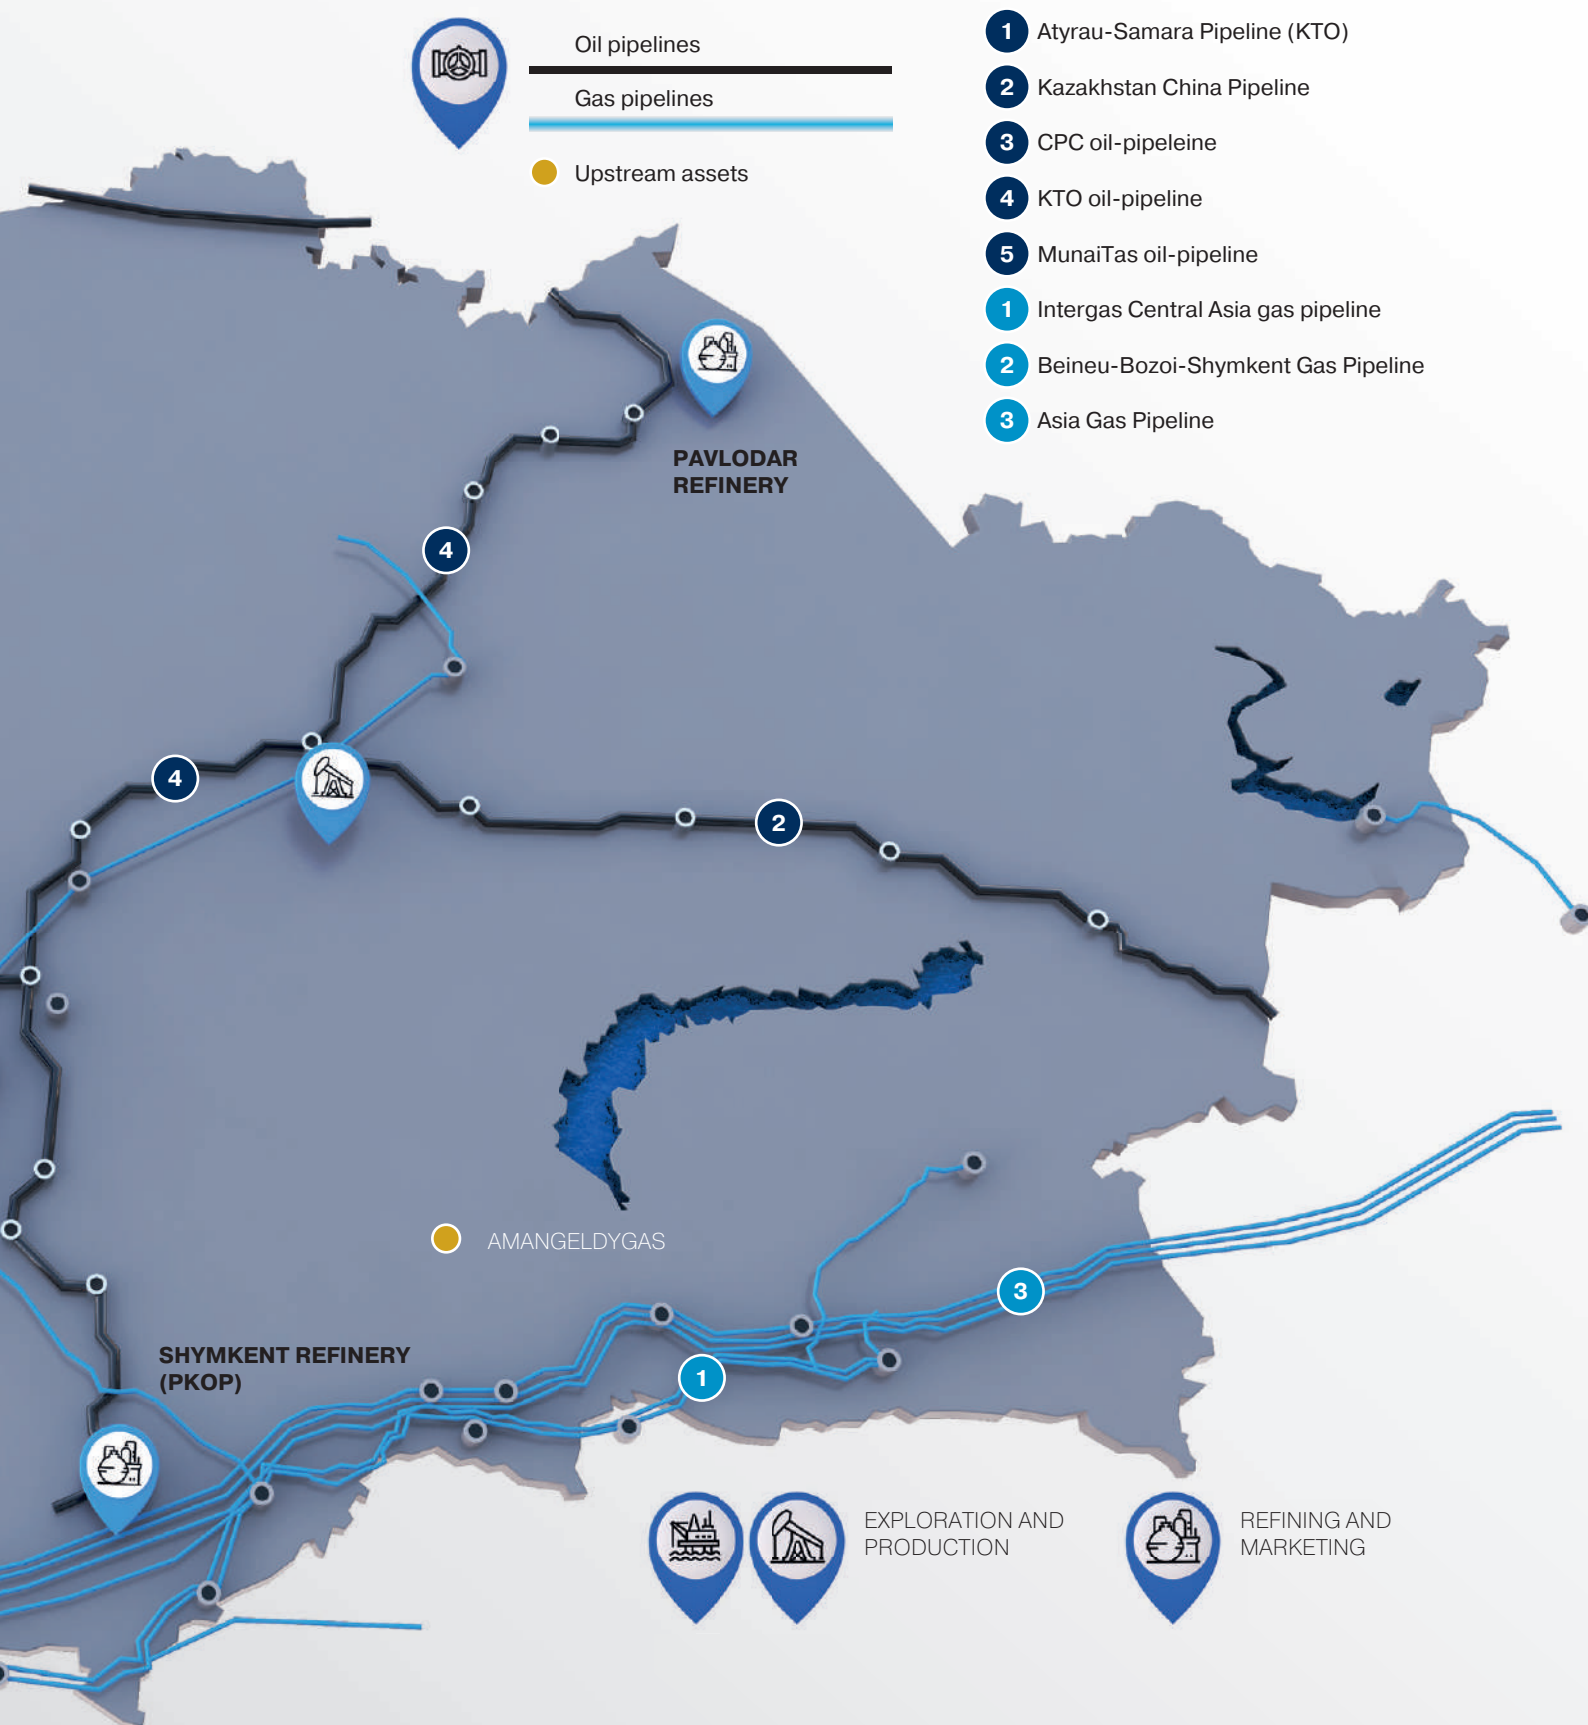 Oil pipelines
Gas pipelines
Upstream assets
1 Atyrau-Samara Pipeline (KTO)
2 Kazakhstan China Pipeline
3 CPC oil-pipeleine
4 KTO oil-pipeline
5 MunaiTas oil-pipeline
1 Intergas Central Asia gas pipeline
2 Beineu-Bozoi-Shymkent Gas Pipeline
3 Asia Gas Pipeline
PAVLODAR
REFINERY
4
4
2
AMANGELDYGAS
3
SHYMKENT REFINERY
(PKOP)
1
EXPLORATION AND
PRODUCTION
REFINING AND
MARKETING